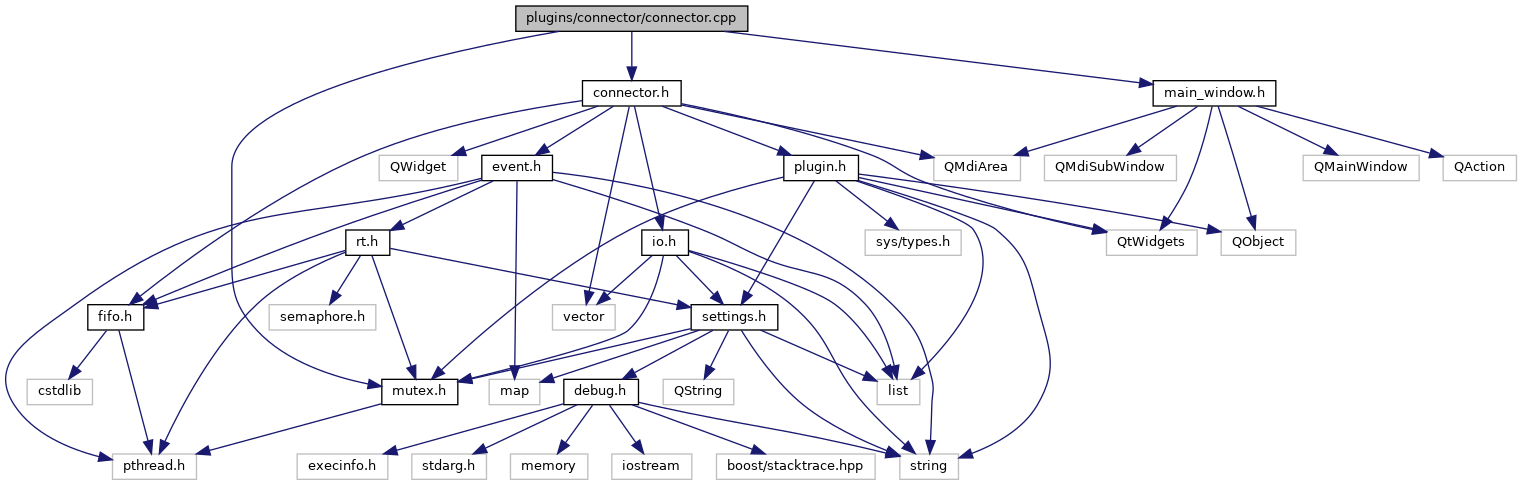 plugins/connector/connector.cpp
connector.h
main_window.h
QWidget
event.h
plugin.h
QMdiArea
QMdiSubWindow
QMainWindow
QAction
rt.h
io.h
sys/types.h
QtWidgets
QObject
fifo.h
semaphore.h
vector
settings.h
cstdlib
mutex.h
map
debug.h
QString
list
pthread.h
execinfo.h
stdarg.h
memory
iostream
boost/stacktrace.hpp
string